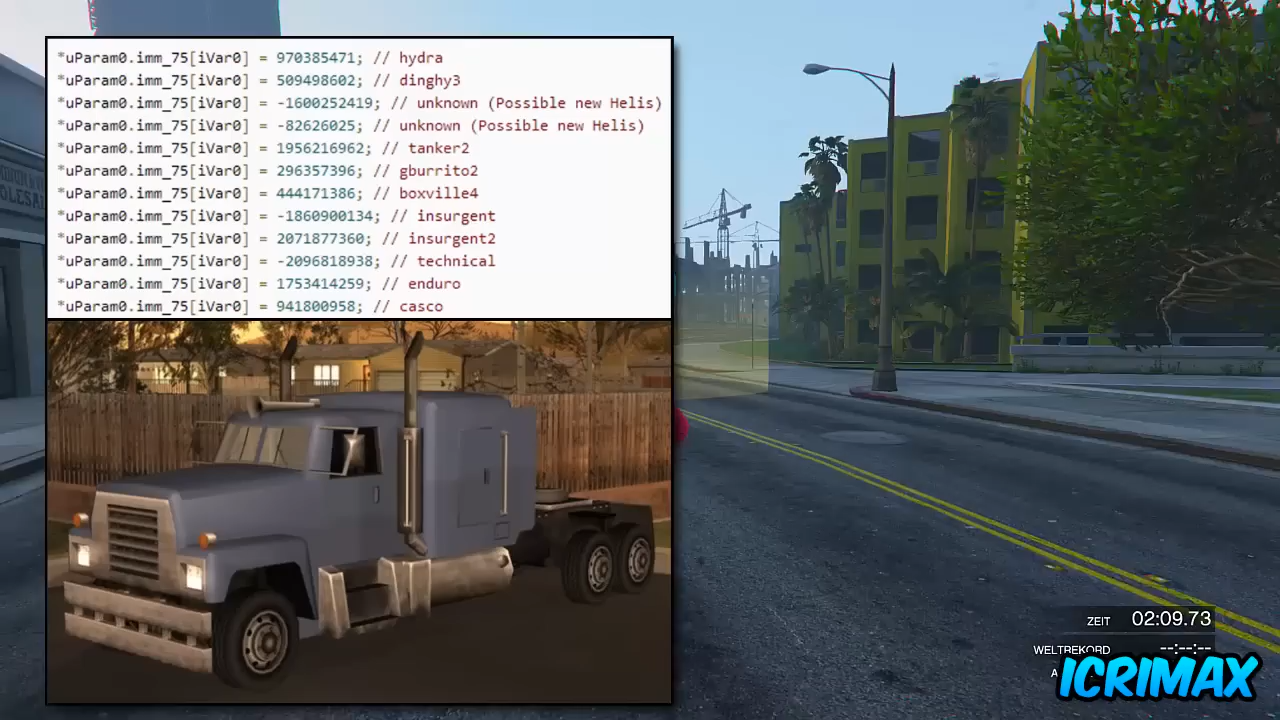 *uParam0.imm_75[iVar0] = 970385471; // hydra
*uParam0.imm_75[iVar0] = 509498602; // dinghy3
*uParam0.imm_75[iVar0] = -1600252419; // unknown (Possible new Helis)
*uParam0.imm_75[iVar0] = -82626025; // unknown (Possible new Helis)
*uParam0.imm_75[iVar0] = 1956216962; // tanker2
*uParam0.imm_75[iVar0] = 296357396; // gburrito2
*uParam0.imm_75[iVar0] = 444171386; // boxville4
*uParam0.imm_75[iVar0] = -1860900134; // insurgent
*uParam0.imm_75[iVar0] = 2071877360; // insurgent2
*uParam0.imm_75[iVar0] = -2096818938; // technical
*uParam0.imm_75[iVar0] = 1753414259; // enduro
*uParam0.imm_75[iVar0] = 941800958; // casco
ZEIT 02:09.73
WELTREKORD --:--:--
ICRIMAX